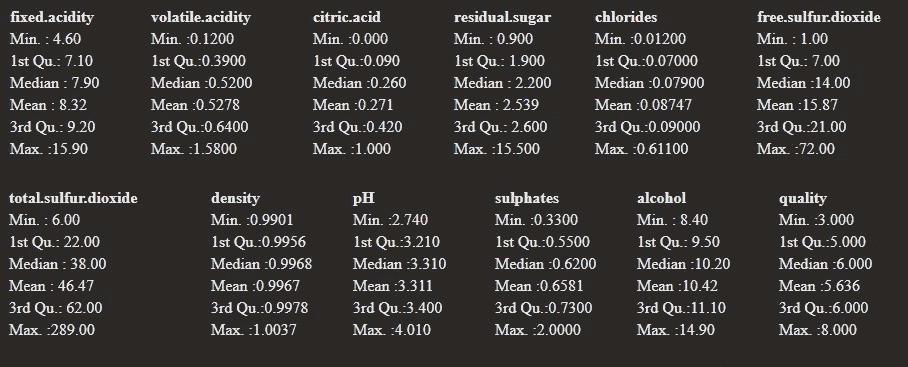 fixed.acidity volatile.acidity citric.acid residual.sugar chlorides free.sulfur.dioxide
Min. : 4.60 Min. :0.1200 Min. :0.000 Min. : 0.900 Min. :0.01200 Min. : 1.00
1st Qu.: 7.10 1st Qu.:0.3900 1st Qu.:0.090 1st Qu.: 1.900 1st Qu.:0.07000 1st Qu.: 7.00
Median : 7.90 Median :0.5200 Median :0.260 Median : 2.200 Median :0.07900 Median :14.00
Mean : 8.32 Mean :0.5278 Mean :0.271 Mean : 2.539 Mean :0.08747 Mean :15.87
3rd Qu.: 9.20 3rd Qu.:0.6400 3rd Qu.:0.420 3rd Qu.: 2.600 3rd Qu.:0.09000 3rd Qu.:21.00
Max. :15.90 Max. :1.5800 Max. :1.000 Max. :15.500 Max. :0.61100 Max. :72.00
total.sulfur.dioxide density pH sulphates alcohol quality
Min. : 6.00 Min. :0.9901 Min. :2.740 Min. :0.3300 Min. : 8.40 Min. :3.000
1st Qu.: 22.00 1st Qu.:0.9956 1st Qu.:3.210 1st Qu.:0.5500 1st Qu.: 9.50 1st Qu.:5.000
Median : 38.00 Median :0.9968 Median :3.310 Median :0.6200 Median :10.20 Median :6.000
Mean : 46.47 Mean :0.9967 Mean :3.311 Mean :0.6581 Mean :10.42 Mean :5.636
3rd Qu.: 62.00 3rd Qu.:0.9978 3rd Qu.:3.400 3rd Qu.:0.7300 3rd Qu.:11.10 3rd Qu.:6.000
Max. :289.00 Max. :1.0037 Max. :4.010 Max. :2.0000 Max. :14.90 Max. :8.000